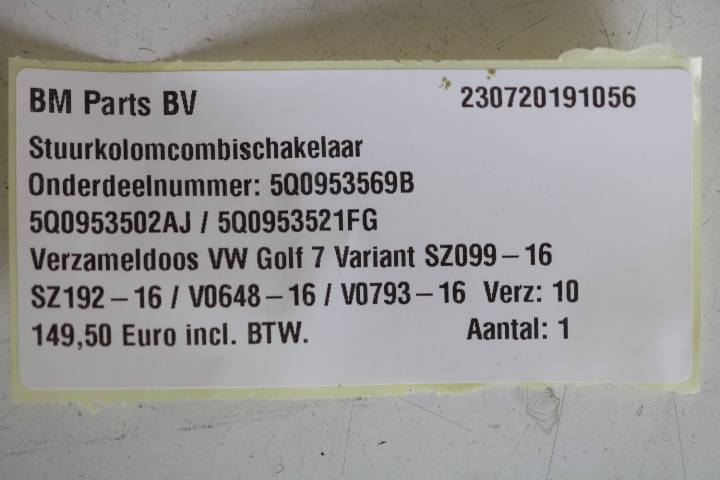 BM Parts BV 230720191056
Stuurkolomcombischakelaar
Onderdeelnummer: 5Q0953569B
5Q0953502AJ / 5Q0953521FG
Verzameldoos VW Golf 7 Variant SZ099-16
SZ192-16 / V0648-16 / V0793-16 Verz: 10
149,50 Euro incl. BTW. Aantal: 1